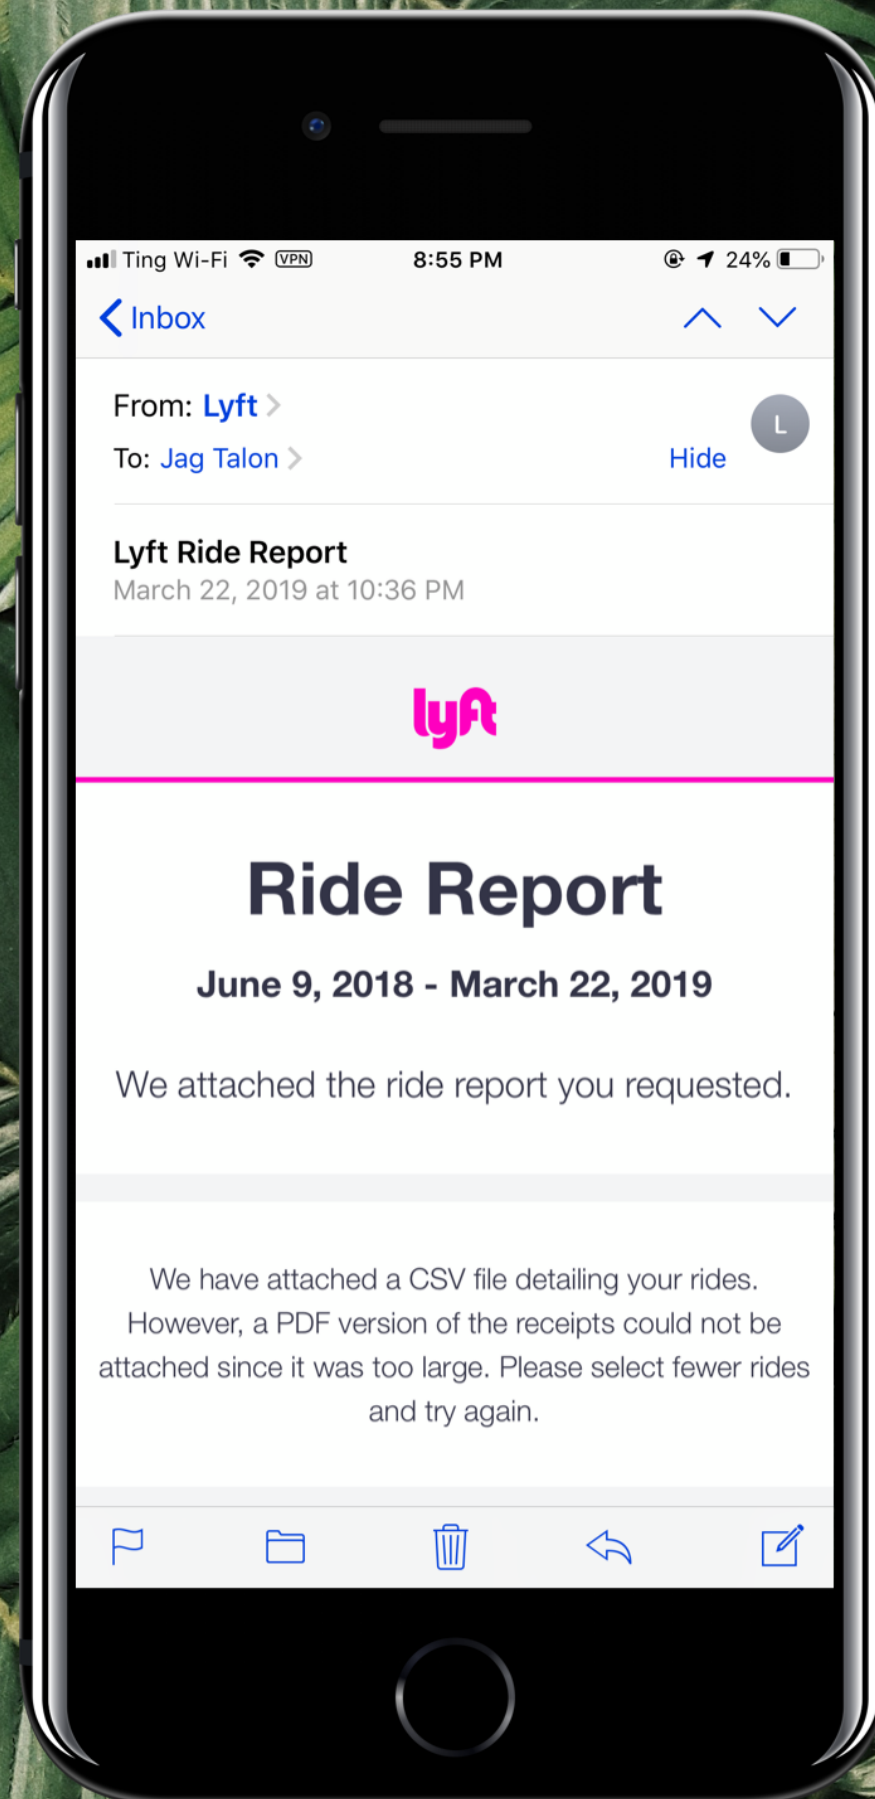 Ting Wi-Fi VPN 8:55 PM 24%
Inbox
From: Lyft
L
To: Jag Talon Hide
Lyft Ride Report
March 22, 2019 at 10:36 PM
lyft
Ride Report
June 9, 2018 - March 22, 2019
We attached the ride report you requested.
We have attached a CSV file detailing your rides.
However, a PDF version of the receipts could not be
attached since it was too large. Please select fewer rides
and try again.